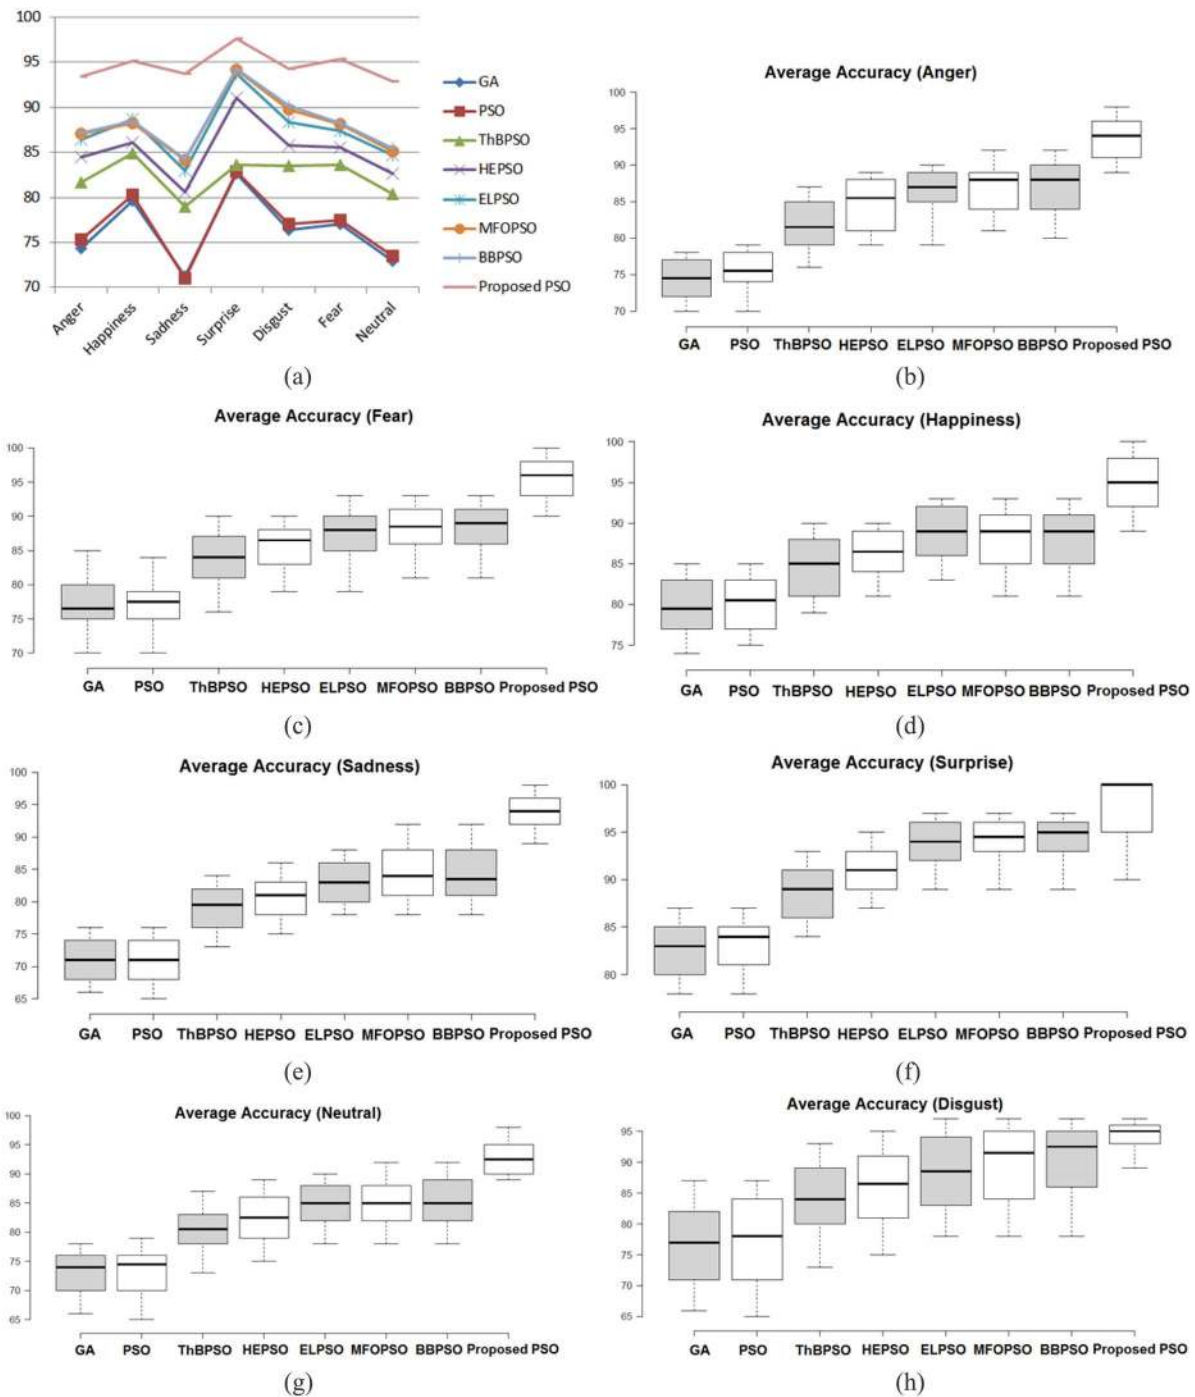 100
95
90
85
80
75
70
Anger
Happiness
Sadness
Surprise
Disgust
Fear
Neutral
GA
PSO
ThBPSO
HEPSO
ELPSO
MFOPSO
BBPSO
Proposed PSO
(a)
Average Accuracy (Anger)
100
95
90
85
80
75
70
GA PSO ThBPSO HEPSO ELPSO MFOPSO BBPSO Proposed PSO
(b)
Average Accuracy (Fear)
100
95
90
85
80
75
70
GA PSO ThBPSO HEPSO ELPSO MFOPSO BBPSO Proposed PSO
(c)
Average Accuracy (Happiness)
100
95
90
85
80
75
GA PSO ThBPSO HEPSO ELPSO MFOPSO BBPSO Proposed PSO
(d)
Average Accuracy (Sadness)
100
95
90
85
80
75
70
65
GA PSO ThBPSO HEPSO ELPSO MFOPSO BBPSO Proposed PSO
(e)
Average Accuracy (Surprise)
100
95
90
85
80
GA PSO ThBPSO HEPSO ELPSO MFOPSO BBPSO Proposed PSO
(f)
Average Accuracy (Neutral)
100
95
90
85
80
75
70
65
GA PSO ThBPSO HEPSO ELPSO MFOPSO BBPSO Proposed PSO
(g)
Average Accuracy (Disgust)
95
90
85
80
75
70
65
GA PSO ThBPSO HEPSO ELPSO MFOPSO BBPSO Proposed PSO
(h)